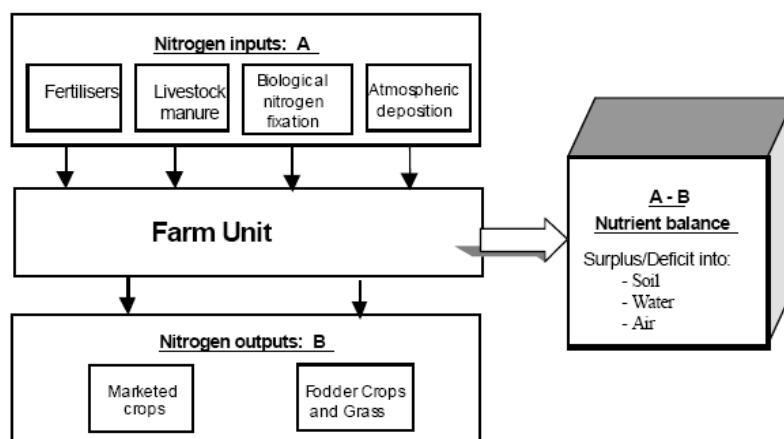 Nitrogen inputs: A
Fertilisers
Livestock
manure
Biological
nitrogen
fixation
Atmospheric
deposition
Farm Unit
A - B
Nutrient balance
Surplus/Deficit into:
- Soil
- Water
- Air
Nitrogen outputs: B
Marketed
crops
Fodder Crops
and Grass